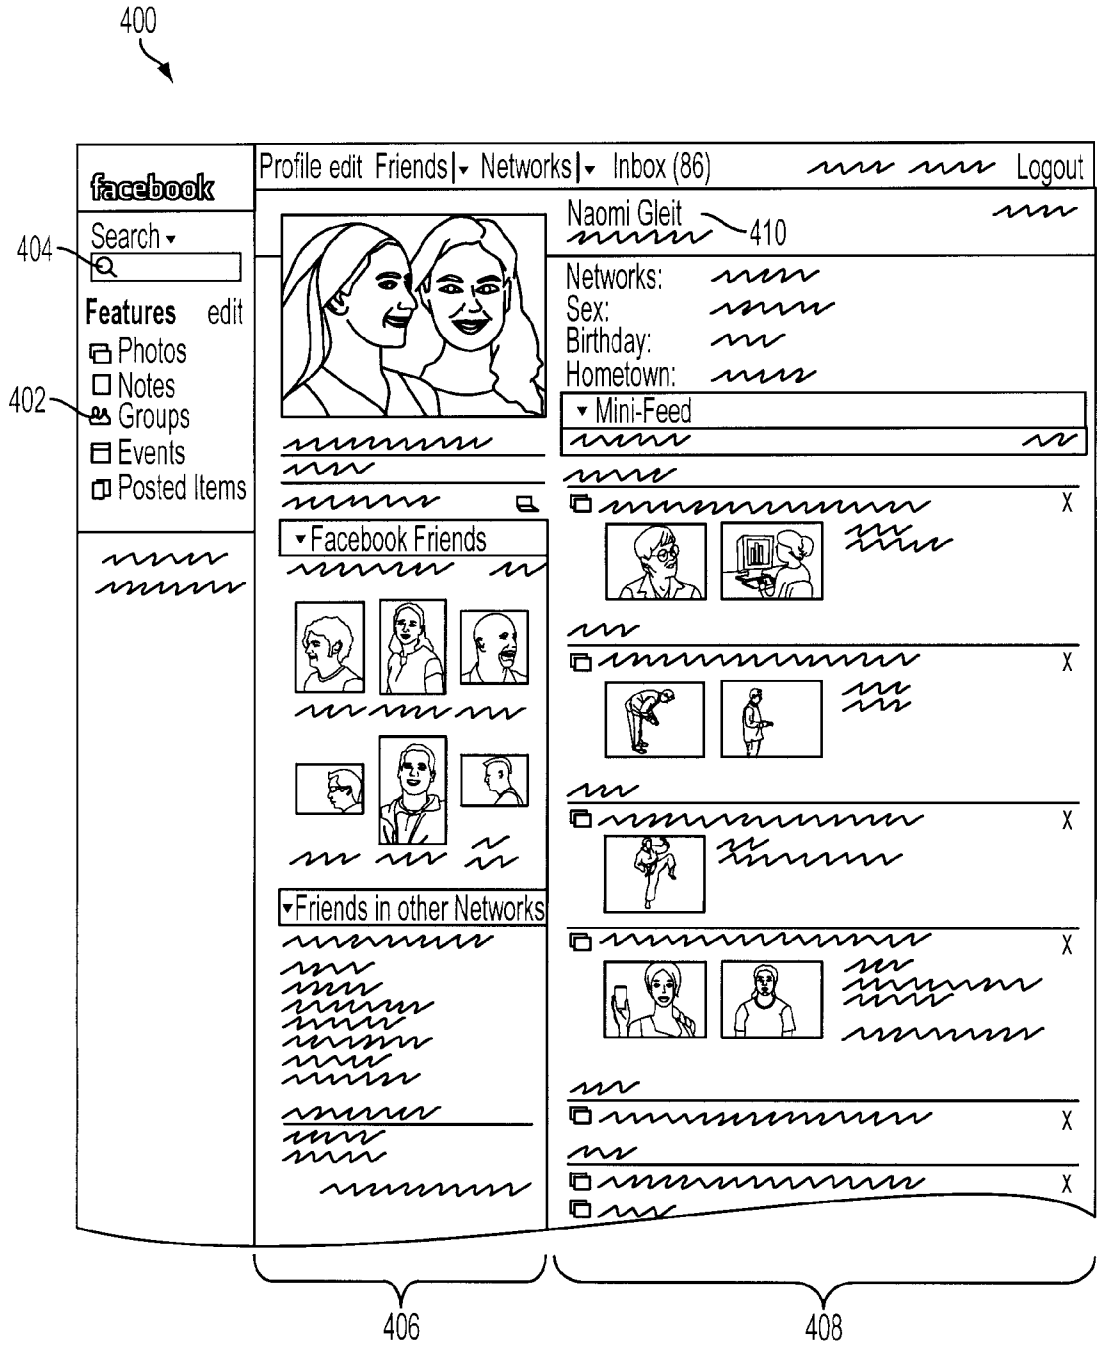 400
facebook
Profile edit Friends Networks Inbox (86) Logout
Search
404
Features edit
Photos
Notes
402
Groups
Events
Posted Items
Naomi Gleit
410
Networks:
Sex:
Birthday:
Hometown:
Mini-Feed
X
X
X
X
X
X
Facebook Friends
Friends in other Networks
406
408